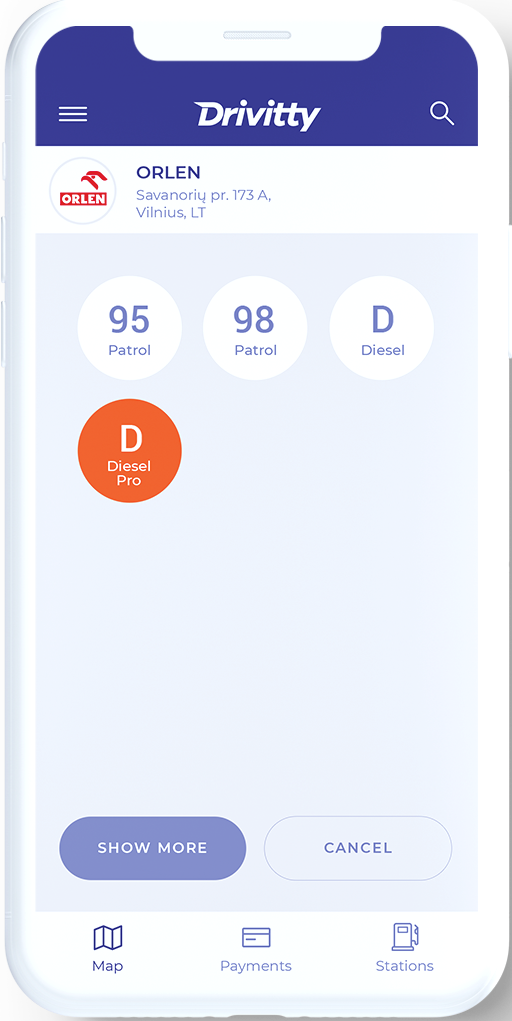 Drivitty
ORLEN
ORLEN
Savanorių pr. 173 A,
Vilnius, LT
95
Patrol
98
Patrol
D
Diesel
D
Diesel
Pro
SHOW MORE
CANCEL
Map
Payments
Stations